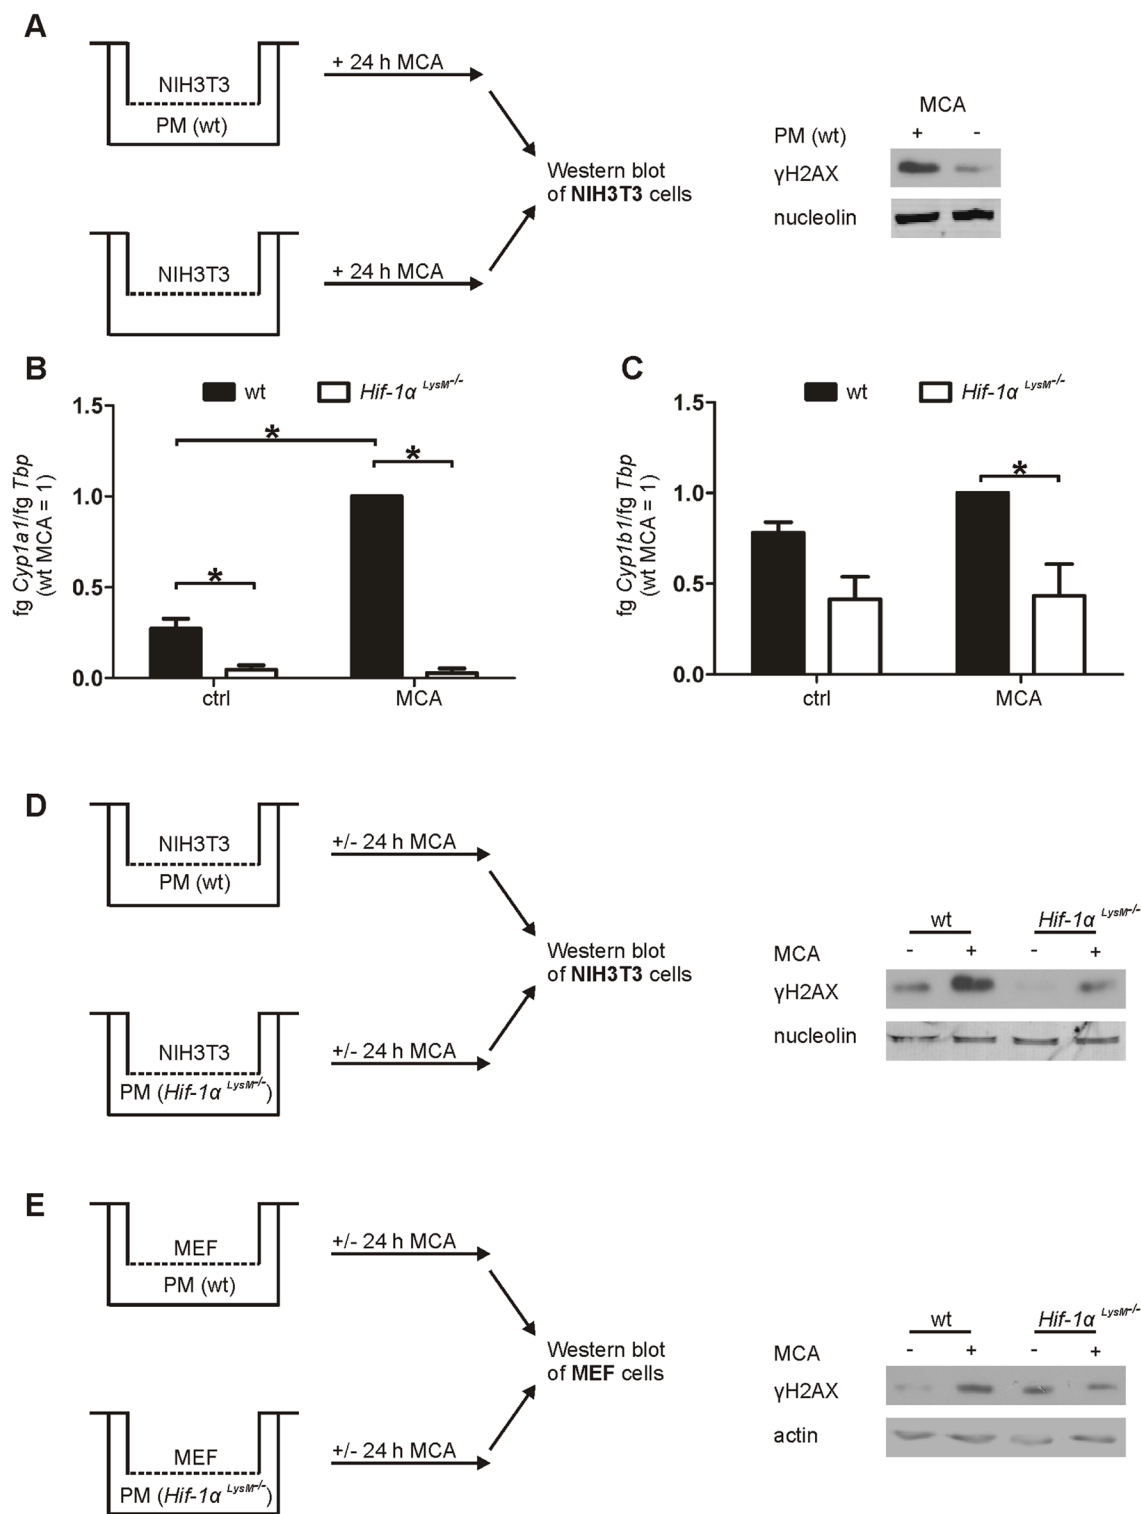 A
NIH3T3
PM (wt)
+ 24 h MCA
NIH3T3
+ 24 h MCA
Western blot
of NIH3T3 cells
MCA
PM (wt) + -
γH2AX
nucleolin
B
wt Hif-1α LysM-/-
fg Cyp1a1/fg Tbp
(wt MCA = 1)
1.5
1.0
0.5
0.0
* * *
ctrl MCA
C
wt Hif-1α LysM-/-
fg Cyp1b1/fg Tbp
(wt MCA = 1)
1.5
1.0
0.5
0.0
*
ctrl MCA
D
NIH3T3
PM (wt)
+/- 24 h MCA
NIH3T3
PM (Hif-1α LysM-/-)
+/- 24 h MCA
Western blot
of NIH3T3 cells
wt Hif-1α LysM-/-
MCA - + - +
γH2AX
nucleolin
E
MEF
PM (wt)
+/- 24 h MCA
MEF
PM (Hif-1α LysM-/-)
+/- 24 h MCA
Western blot
of MEF cells
wt Hif-1α LysM-/-
MCA - + - +
γH2AX
actin